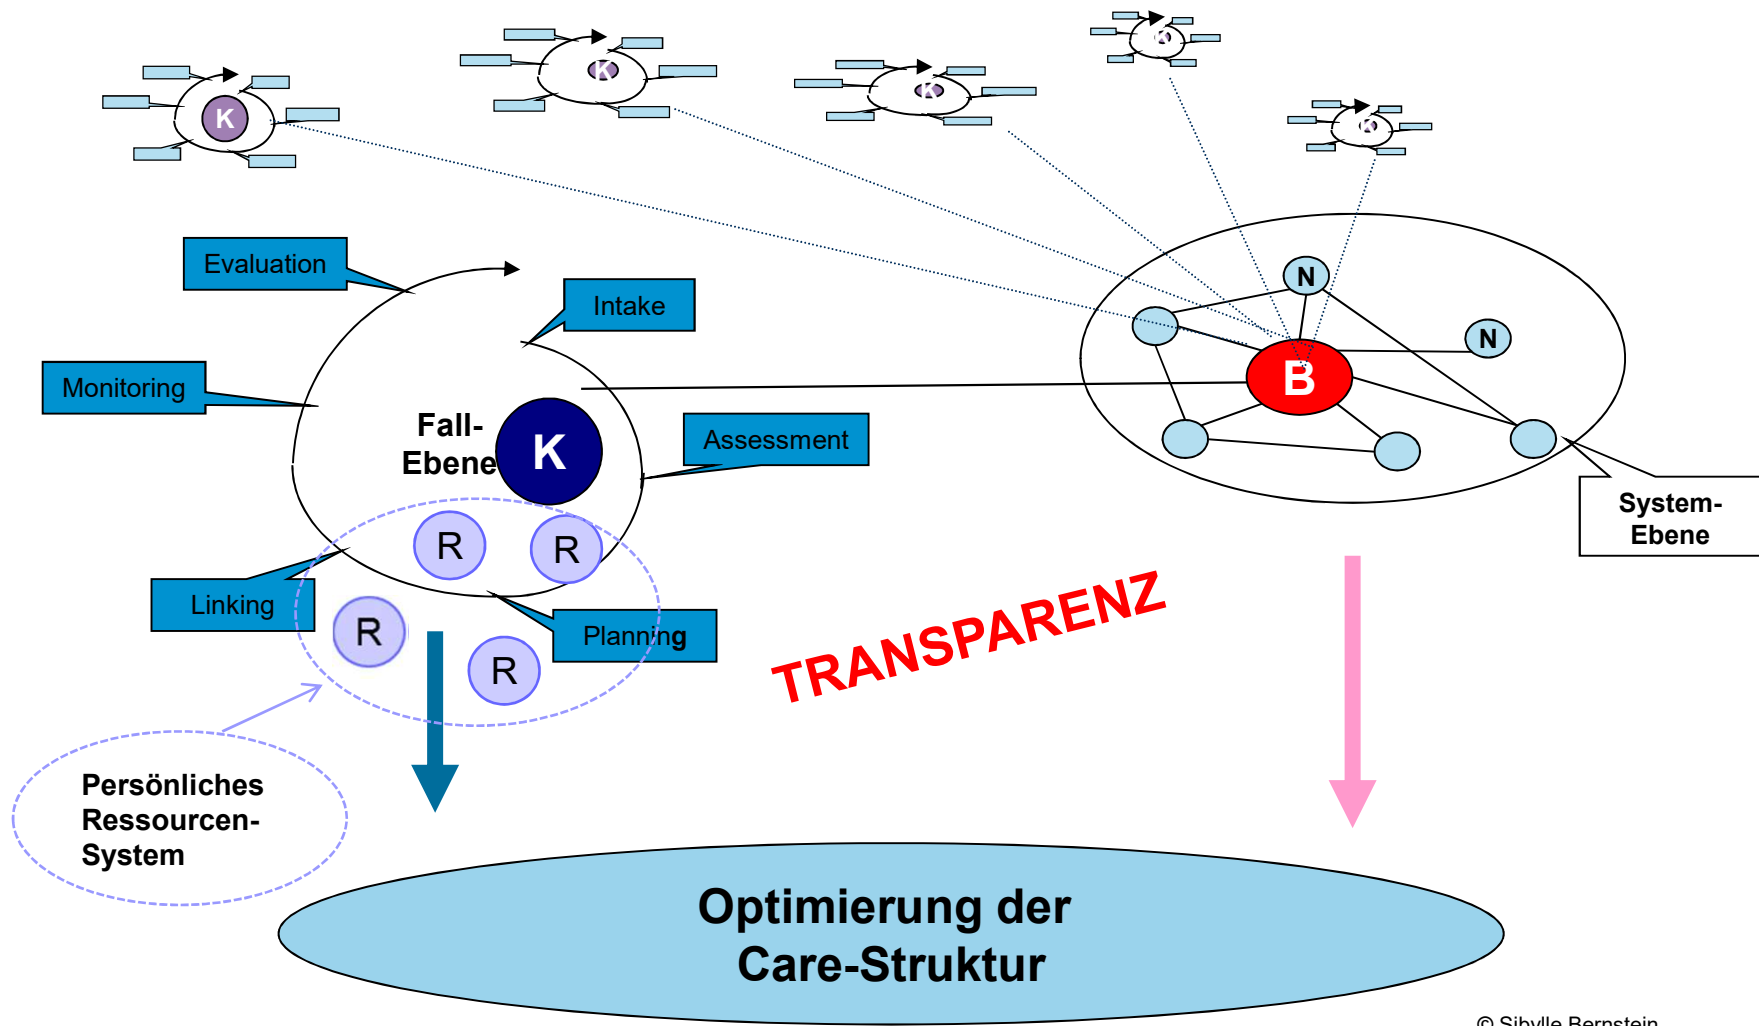 K
K
K
K
K
Evaluation
Intake
Monitoring
Fall-
Ebene
K
Assessment
N
N
B
System-
Ebene
R
R
Linking
R
Planning
R
TRANSPARENZ
Persönliches
Ressourcen-
System
Optimierung der
Care-Struktur
© Sibylle Bernstein